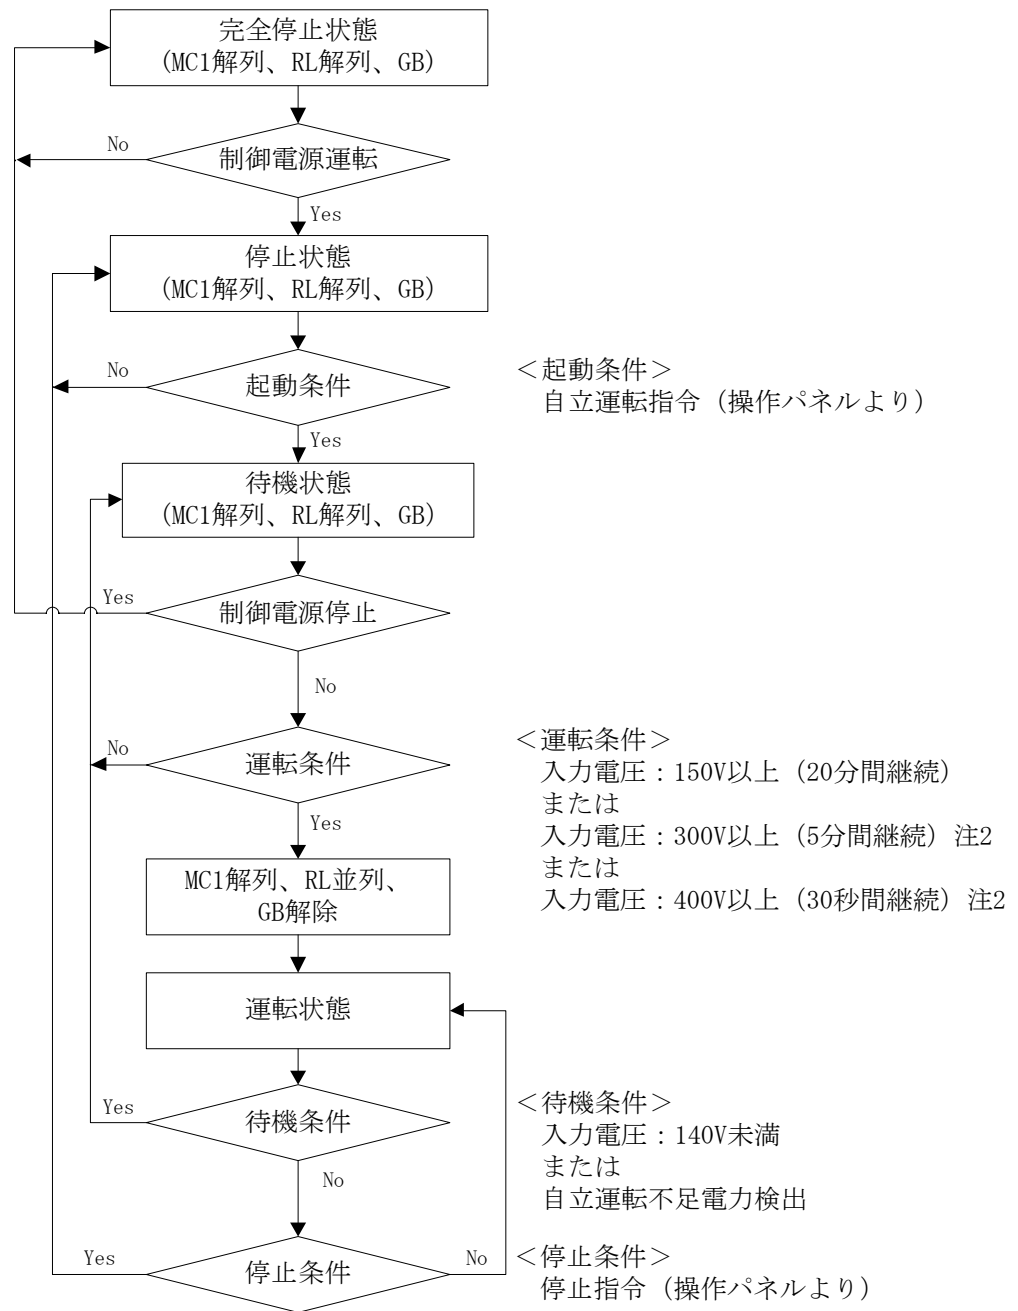 完全停止状態
(MC1解列、RL解列、GB)
No
制御電源運転
Yes
停止状態
(MC1解列、RL解列、GB)
No
起動条件
＜起動条件＞
自立運転指令（操作パネルより）
Yes
待機状態
(MC1解列、RL解列、GB)
Yes
制御電源停止
No
No
運転条件
＜運転条件＞
入力電圧：150V以上（20分間継続）
または
入力電圧：300V以上（5分間継続）注2
または
入力電圧：400V以上（30秒間継続）注2
Yes
MC1解列、RL並列、
GB解除
運転状態
Yes
待機条件
＜待機条件＞
入力電圧：140V未満
または
自立運転不足電力検出
No
Yes
停止条件
No
＜停止条件＞
停止指令（操作パネルより）